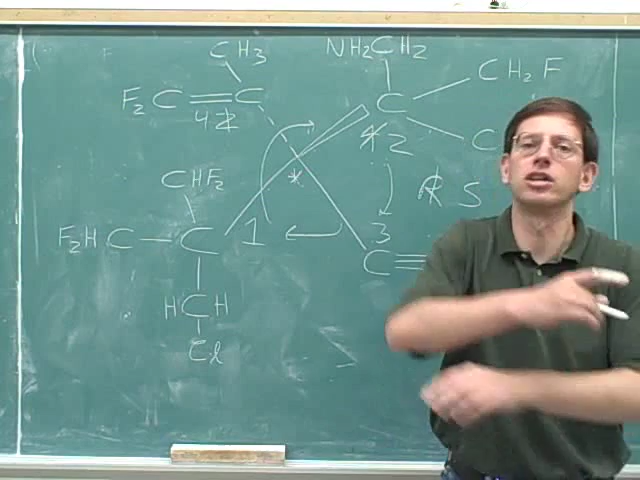 CH3
NH2CH2
CH2F
F2C=C
C
4
*
2
C
CHF2
*
R S
F2HC-C
1
3
C≡
HCH
Cl